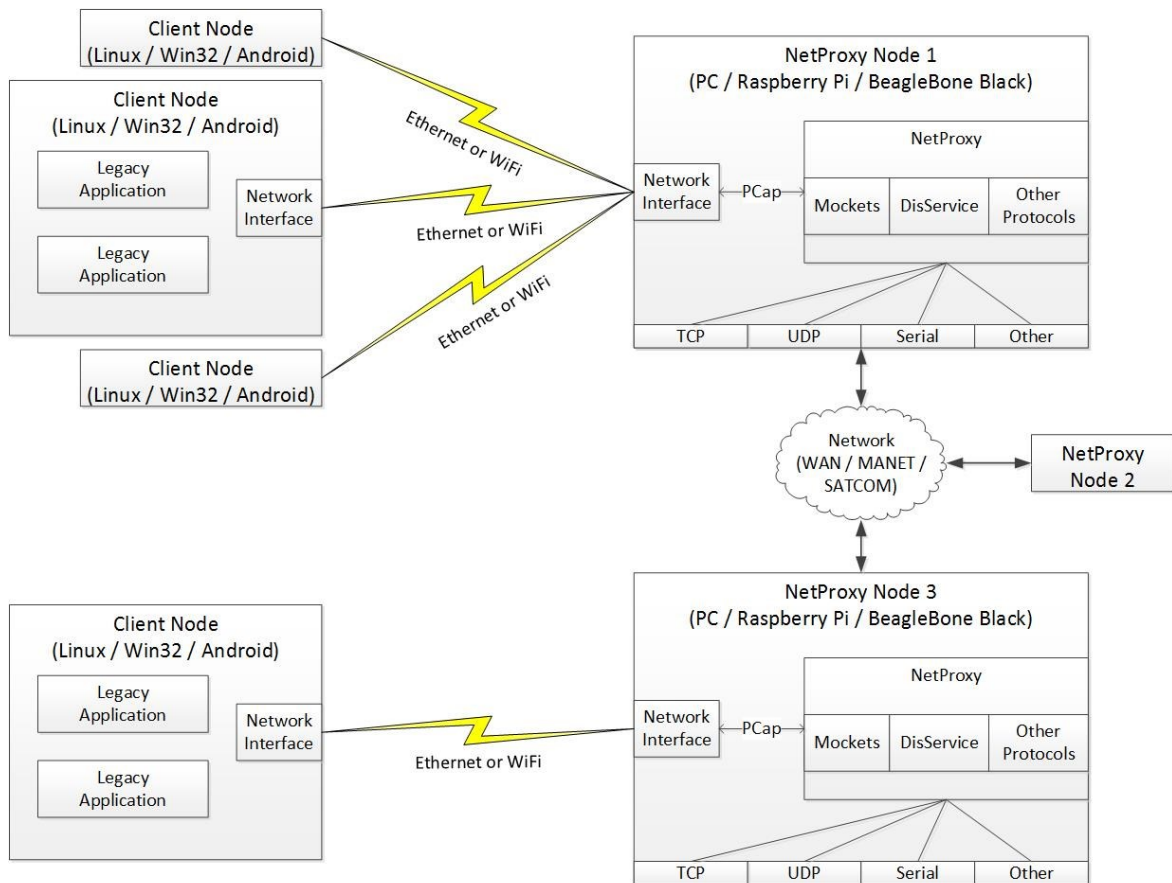 Client Node
(Linux / Win32 / Android)
Client Node
(Linux / Win32 / Android)
Legacy
Application
Legacy
Application
Network
Interface
Client Node
(Linux / Win32 / Android)
Ethernet or WiFi
Ethernet or WiFi
Ethernet or WiFi
NetProxy Node 1
(PC / Raspberry Pi / BeagleBone Black)
Network
Interface
PCap
NetProxy
Mockets
DisService
Other
Protocols
TCP
UDP
Serial
Other
Network
(WAN / MANET /
SATCOM)
NetProxy
Node 2
Client Node
(Linux / Win32 / Android)
Legacy
Application
Legacy
Application
Network
Interface
Ethernet or WiFi
NetProxy Node 3
(PC / Raspberry Pi / BeagleBone Black)
Network
Interface
PCap
NetProxy
Mockets
DisService
Other
Protocols
TCP
UDP
Serial
Other